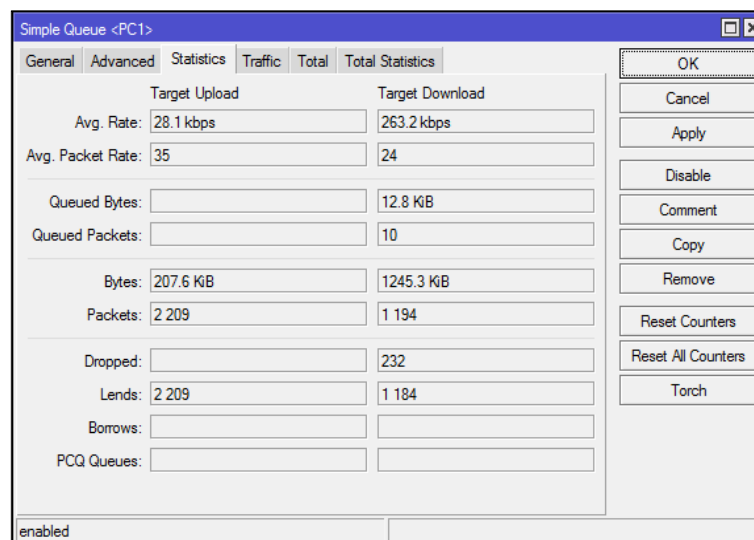 Simple Queue <PC1>
General Advanced Statistics Traffic Total Total Statistics
Target Upload Target Download
Avg. Rate: 28.1 kbps 263.2 kbps
Avg. Packet Rate: 35 24
Queued Bytes: 12.8 KiB
Queued Packets: 10
Bytes: 207.6 KiB 1245.3 KiB
Packets: 2 209 1 194
Dropped: 232
Lends: 2 209 1 184
Borrows:
PCQ Queues:
enabled
OK
Cancel
Apply
Disable
Comment
Copy
Remove
Reset Counters
Reset All Counters
Torch